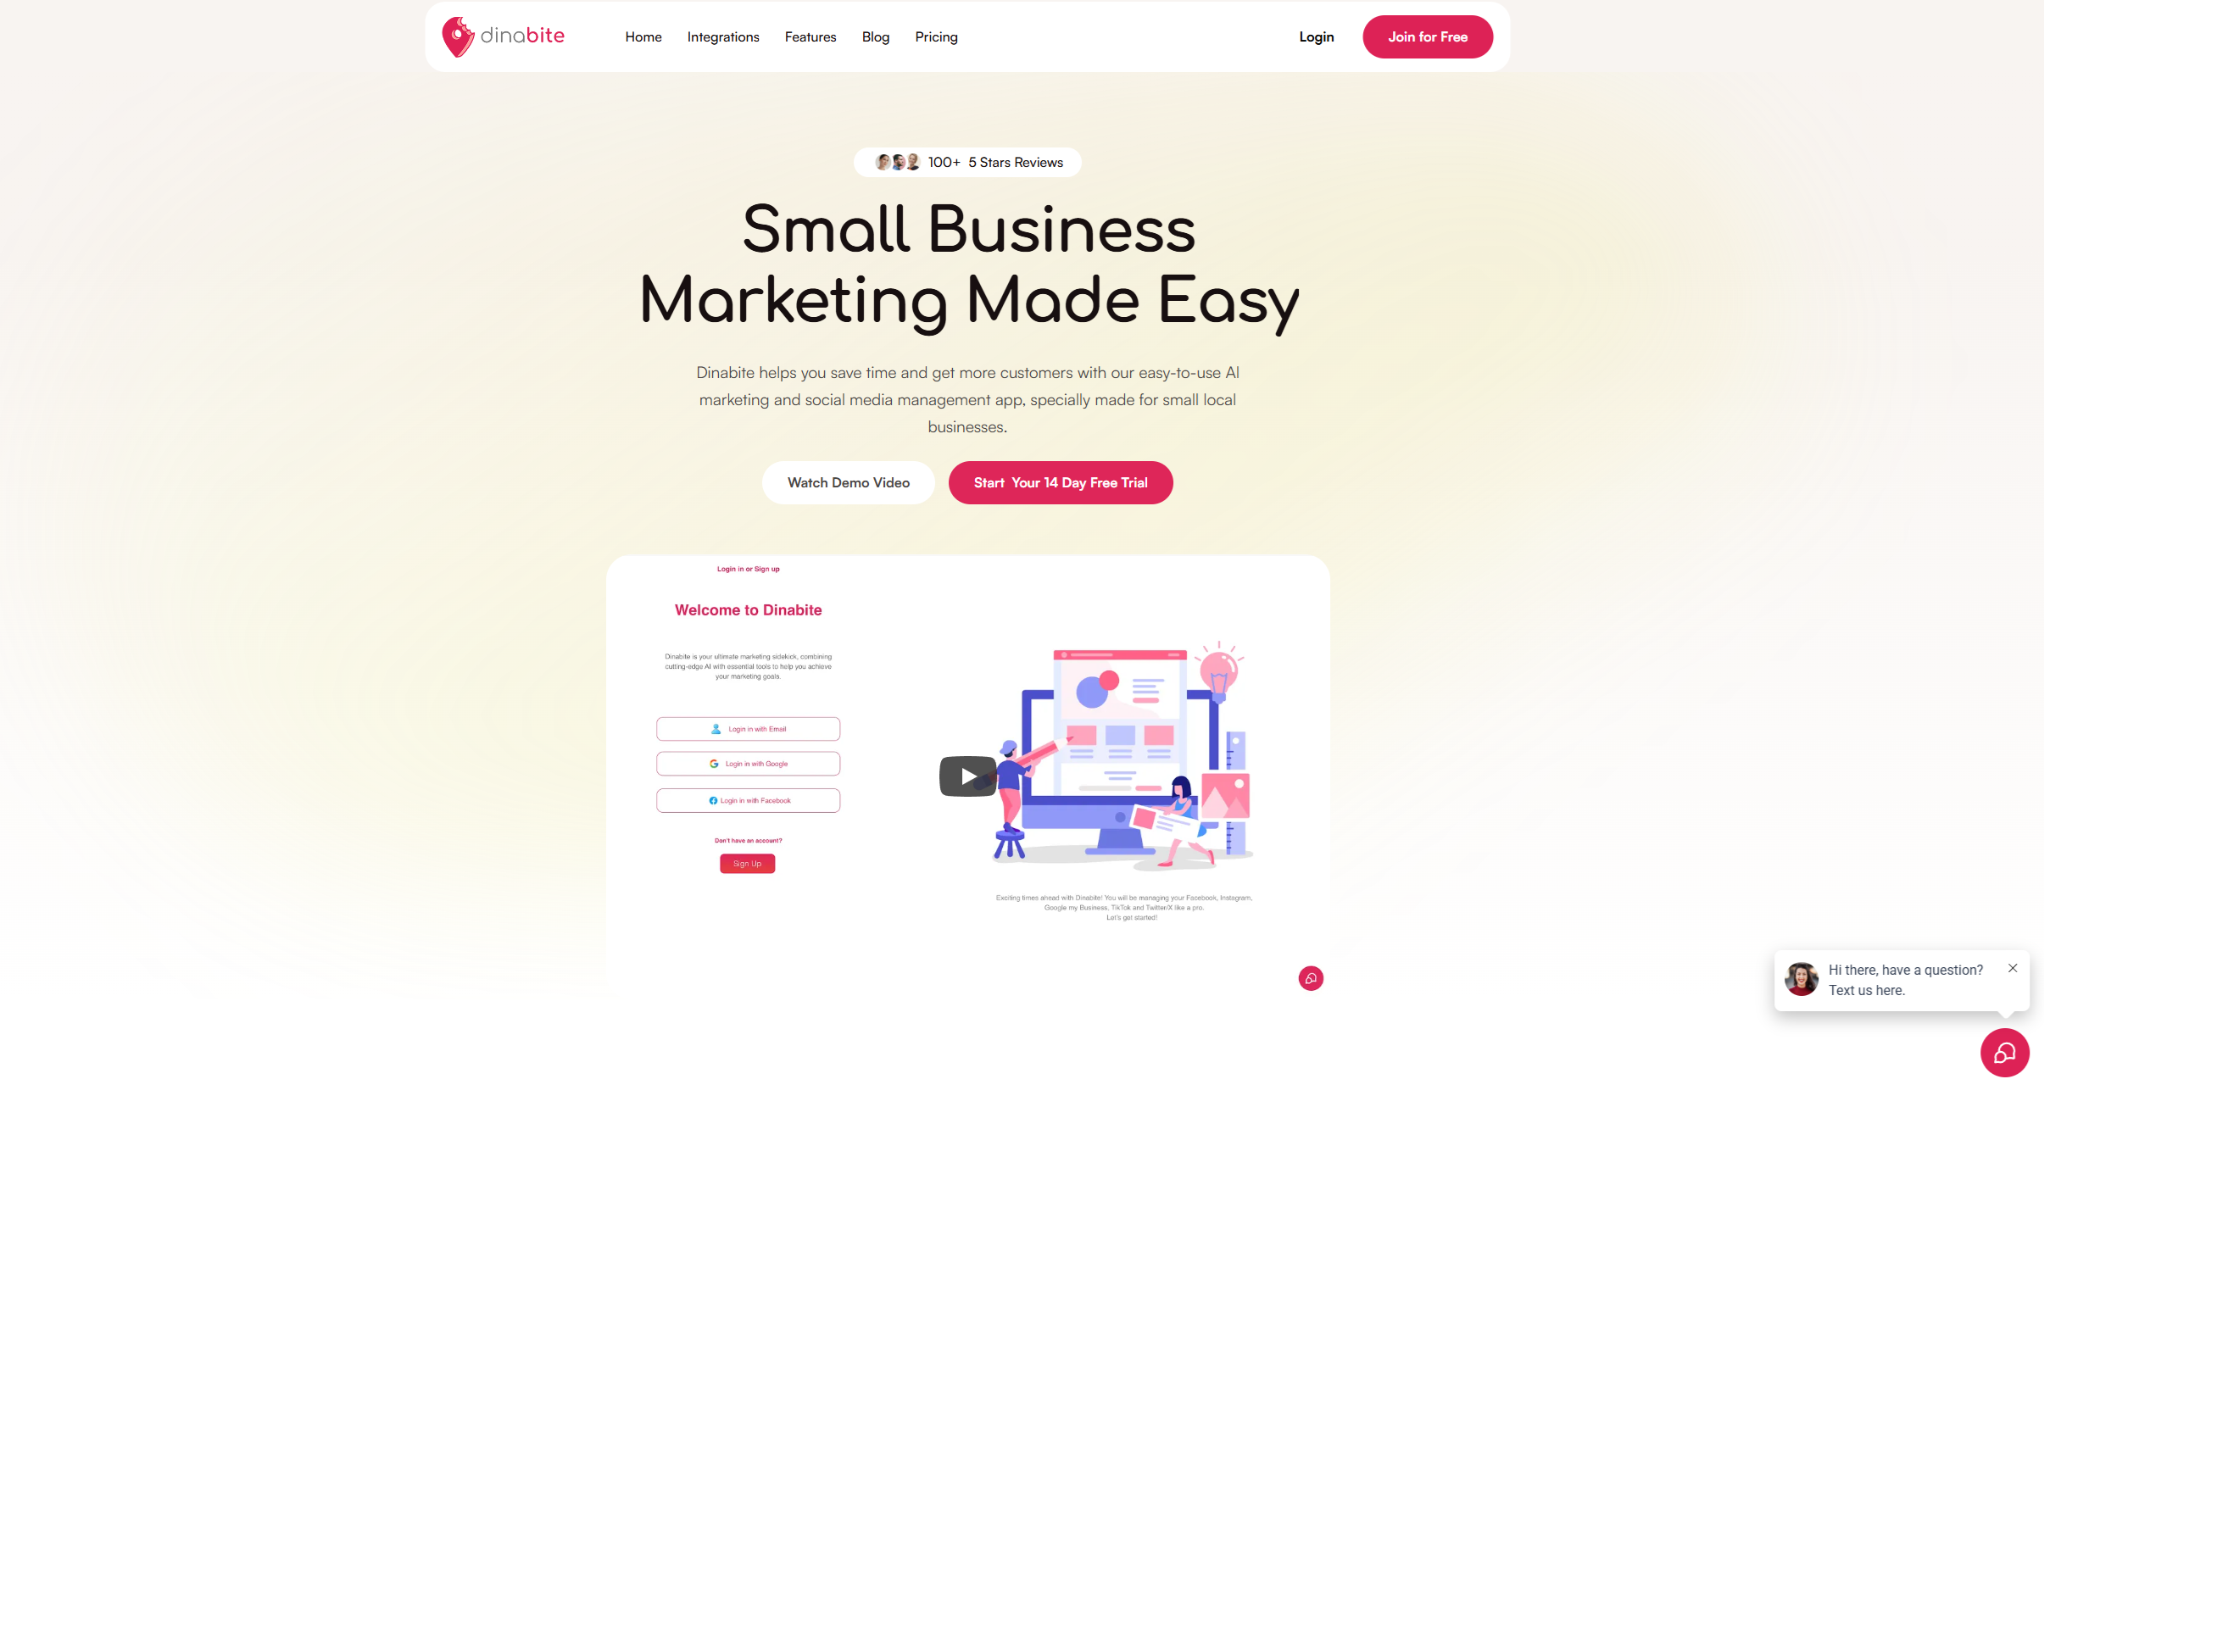 dinabite
Home
Integrations
Features
Blog
Pricing
Login
Join for Free
100+ 5 Stars Reviews
Small Business
Marketing Made Easy
Dinabite helps you save time and get more customers with our easy-to-use AI
marketing and social media management app, specially made for small local
businesses.
Watch Demo Video
Start Your 14 Day Free Trial
Login in or Sign up
Welcome to Dinabite
Dinabite is your ultimate marketing sidekick, combining
cutting-edge AI with essential tools to help you achieve
your marketing goals.
Login in with Email
Login in with Google
Login in with Facebook
Don't have an account?
Sign Up
Exciting times ahead with Dinabite! You will be managing your Facebook, Instagram,
Google my Business, TikTok and Twitter/X like a pro.
Let's get started!
Hi there, have a question?
Text us here.